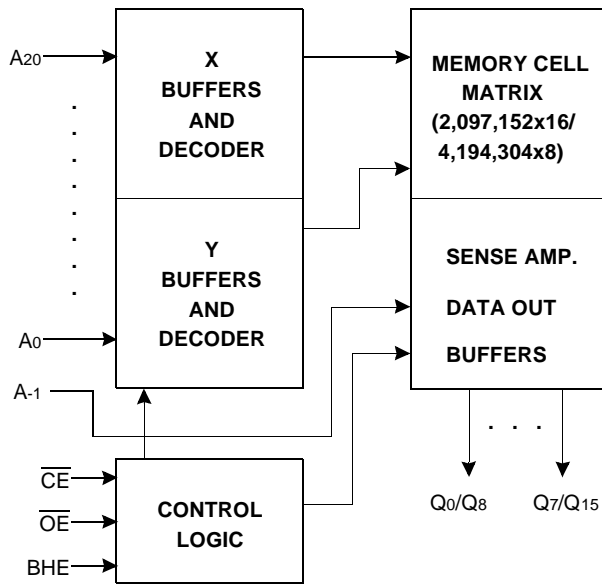 A20
X
BUFFERS
AND
DECODER
MEMORY CELL
MATRIX
(2,097,152x16/
4,194,304x8)
Y
BUFFERS
AND
DECODER
SENSE AMP.
DATA OUT
BUFFERS
A0
A-1
CE
OE
BHE
CONTROL
LOGIC
Q0/Q8
Q7/Q15